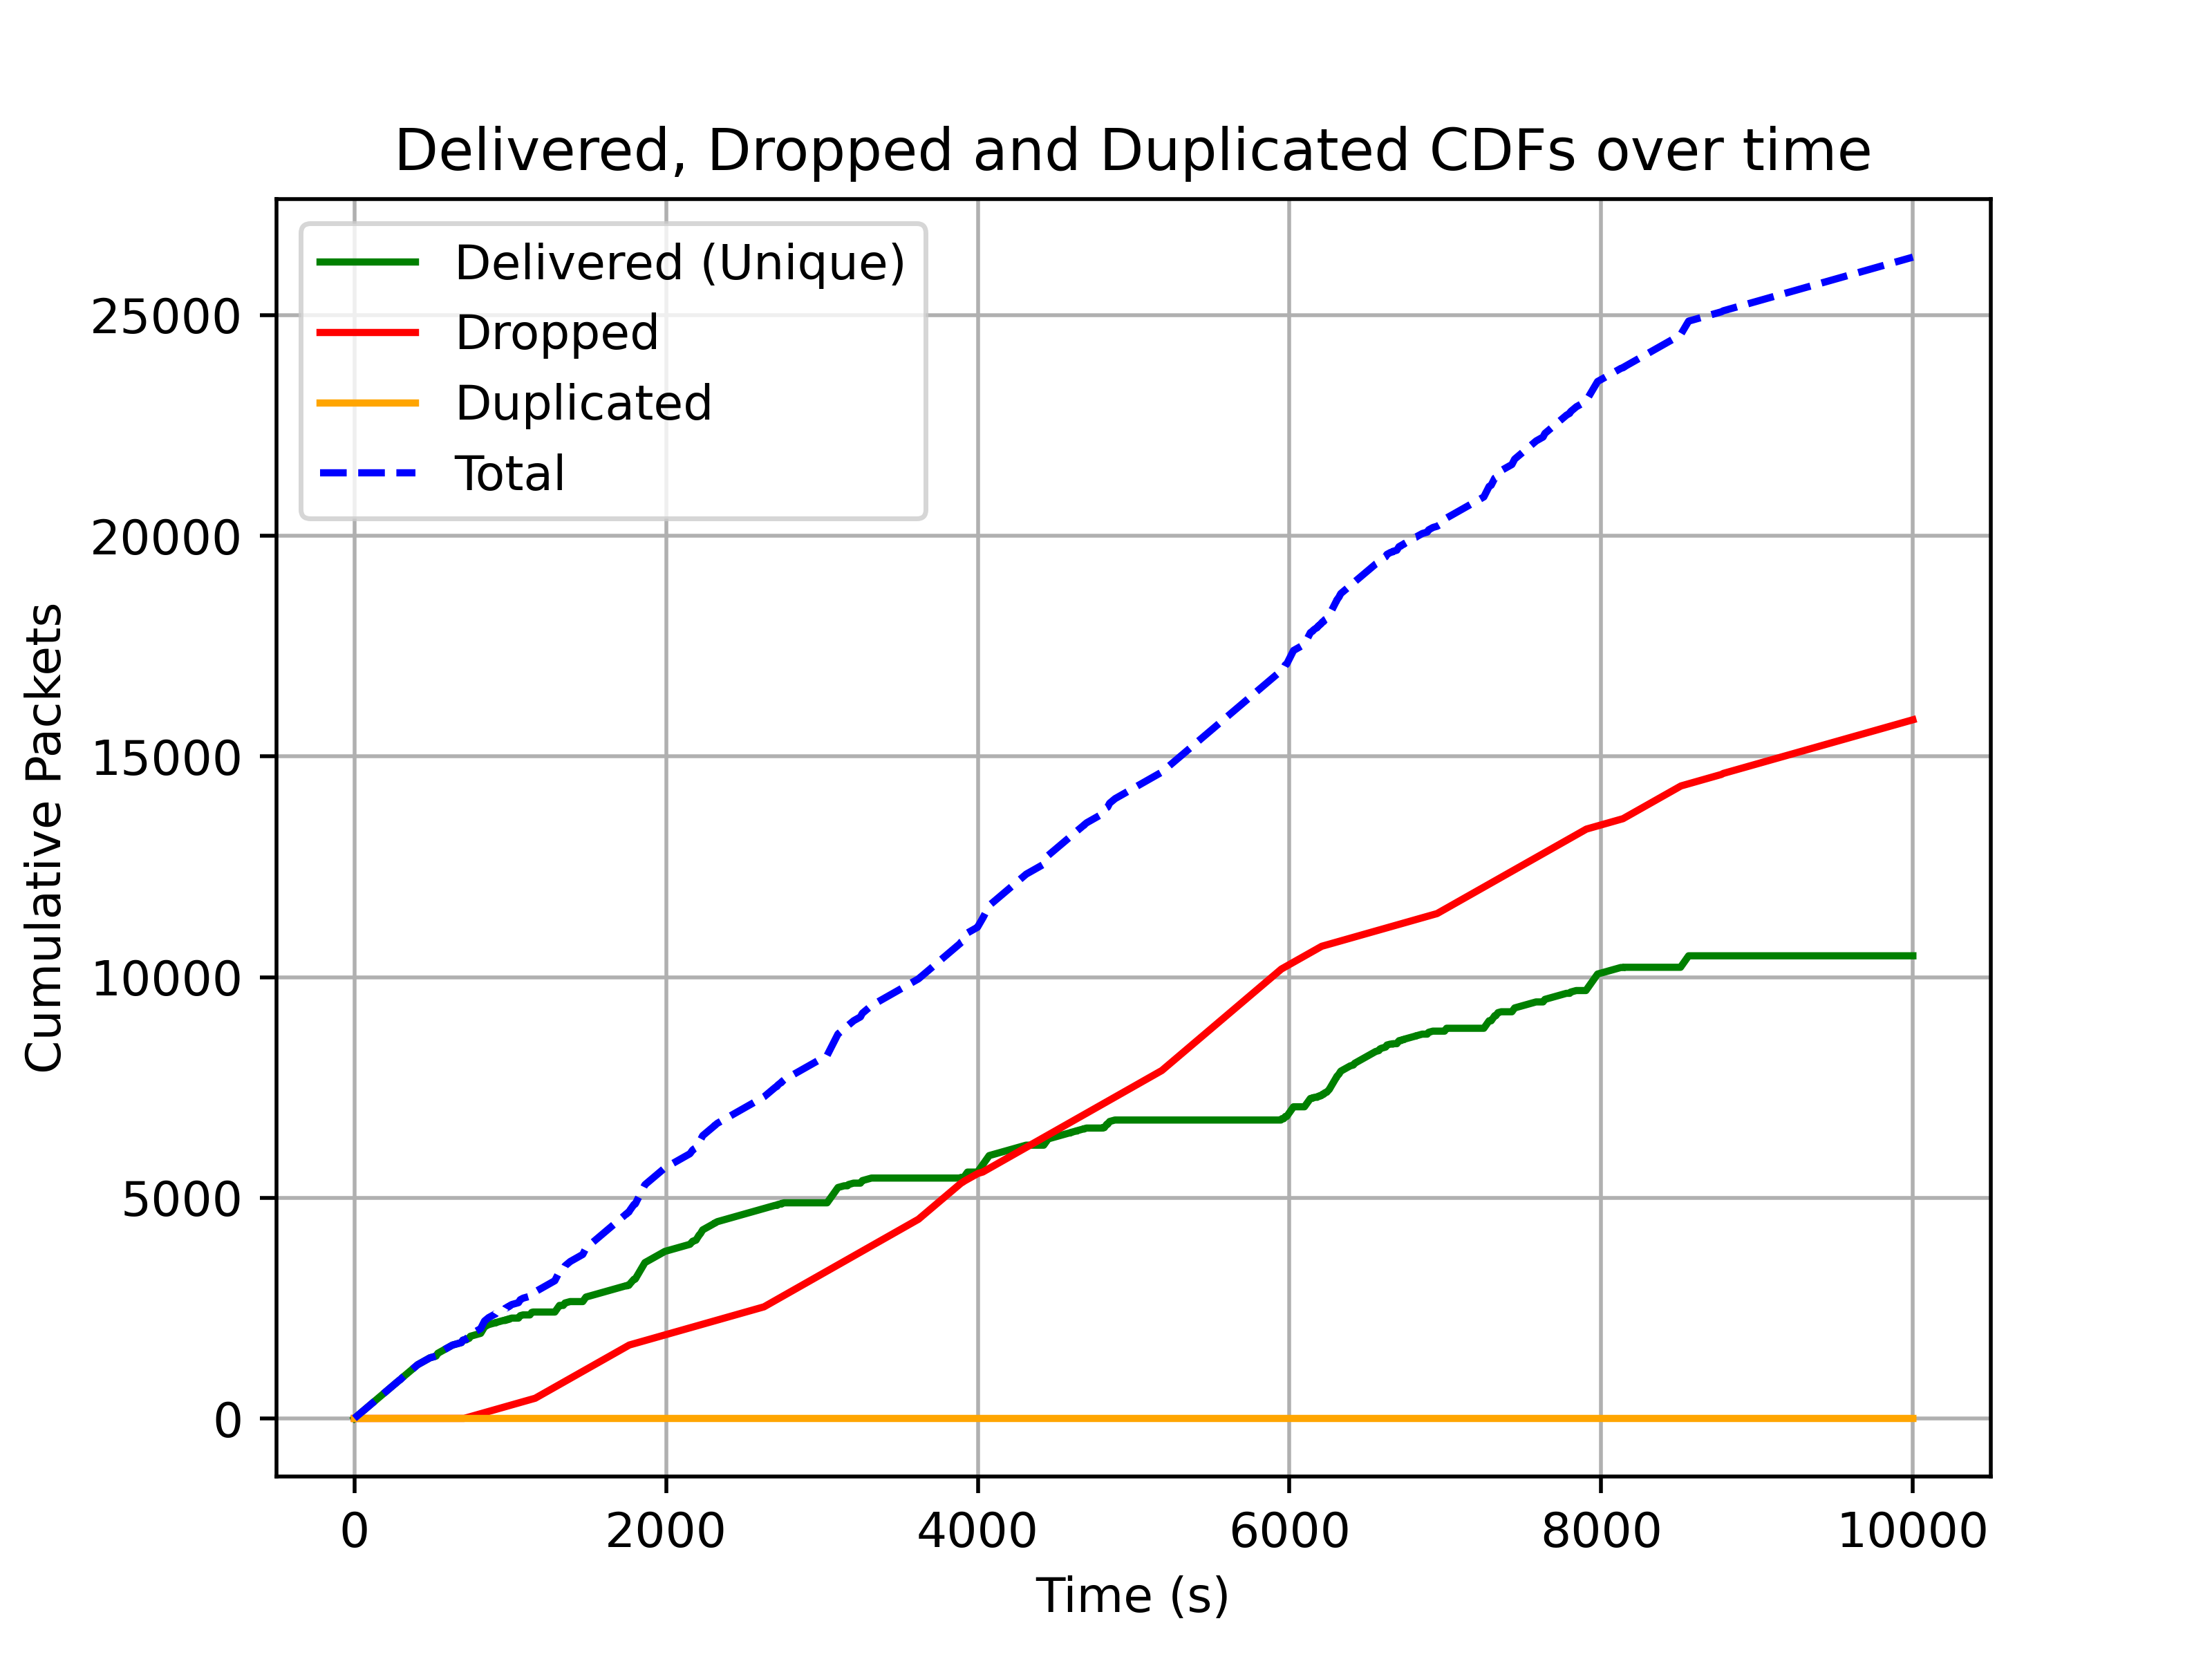 Delivered, Dropped and Duplicated CDFs over time
Delivered (Unique)
Dropped
Duplicated
Total
25000
20000
15000
10000
5000
0
Cumulative Packets
0 2000 4000 6000 8000 10000
Time (s)